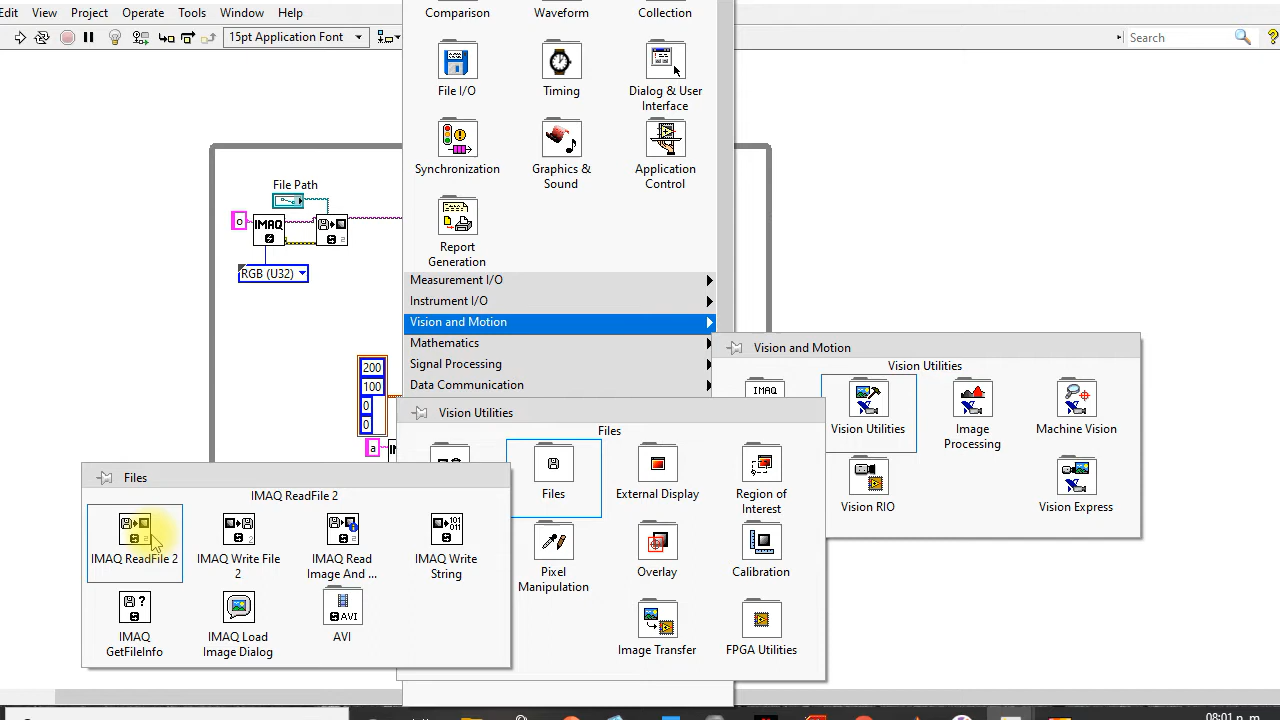 Edit View Project Operate Tools Window Help
15pt Application Font
Search
Comparison Waveform Collection
File I/O Timing Dialog & User
Interface
Synchronization Graphics &
Sound Application
Control
Report
Generation
Measurement I/O
Instrument I/O
Vision and Motion
Mathematics
Signal Processing
Data Communication
File Path
o
IMAQ
2
RGB (U32)
200
100
0
0
a
Vision and Motion
Vision Utilities
IMAQ
Vision Utilities Image
Processing Machine Vision
Vision RIO Vision Express
Vision Utilities
Files
Files External Display Region of
Interest
Pixel
Manipulation Overlay Calibration
Image Transfer FPGA Utilities
Files
IMAQ ReadFile 2
IMAQ ReadFile 2 IMAQ Write File
2 IMAQ Read
Image And ... IMAQ Write
String
IMAQ
GetFileInfo IMAQ Load
Image Dialog AVI
AVI
08:01 p. m.